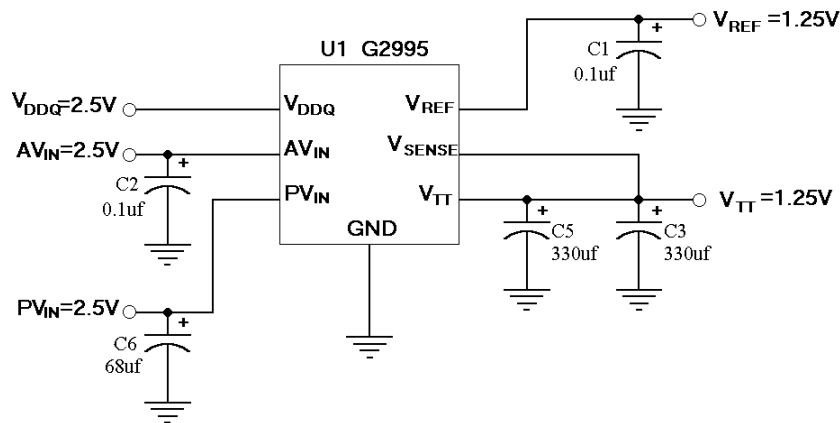 V_REF=1.25V
+
C1
0.1uf
U1 G2995
V_DDQ=2.5V
V_DDQ
V_REF
AV_IN=2.5V
AV_IN
V_SENSE
+
C2
0.1uf
PV_IN
V_TT
V_TT=1.25V
+
C5
330uf
+
C3
330uf
GND
PV_IN=2.5V
+
C6
68uf